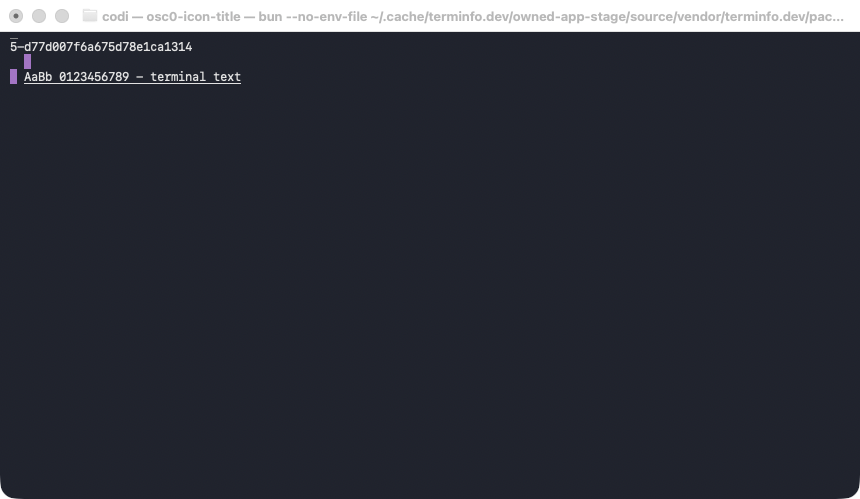 codi — osc0-icon-title — bun --no-env-file ~/.cache/terminfo.dev/owned-app-stage/source/vendor/terminfo.dev/pac...
5-d77d007f6a675d78e1ca1314
AaBb 0123456789 — terminal text